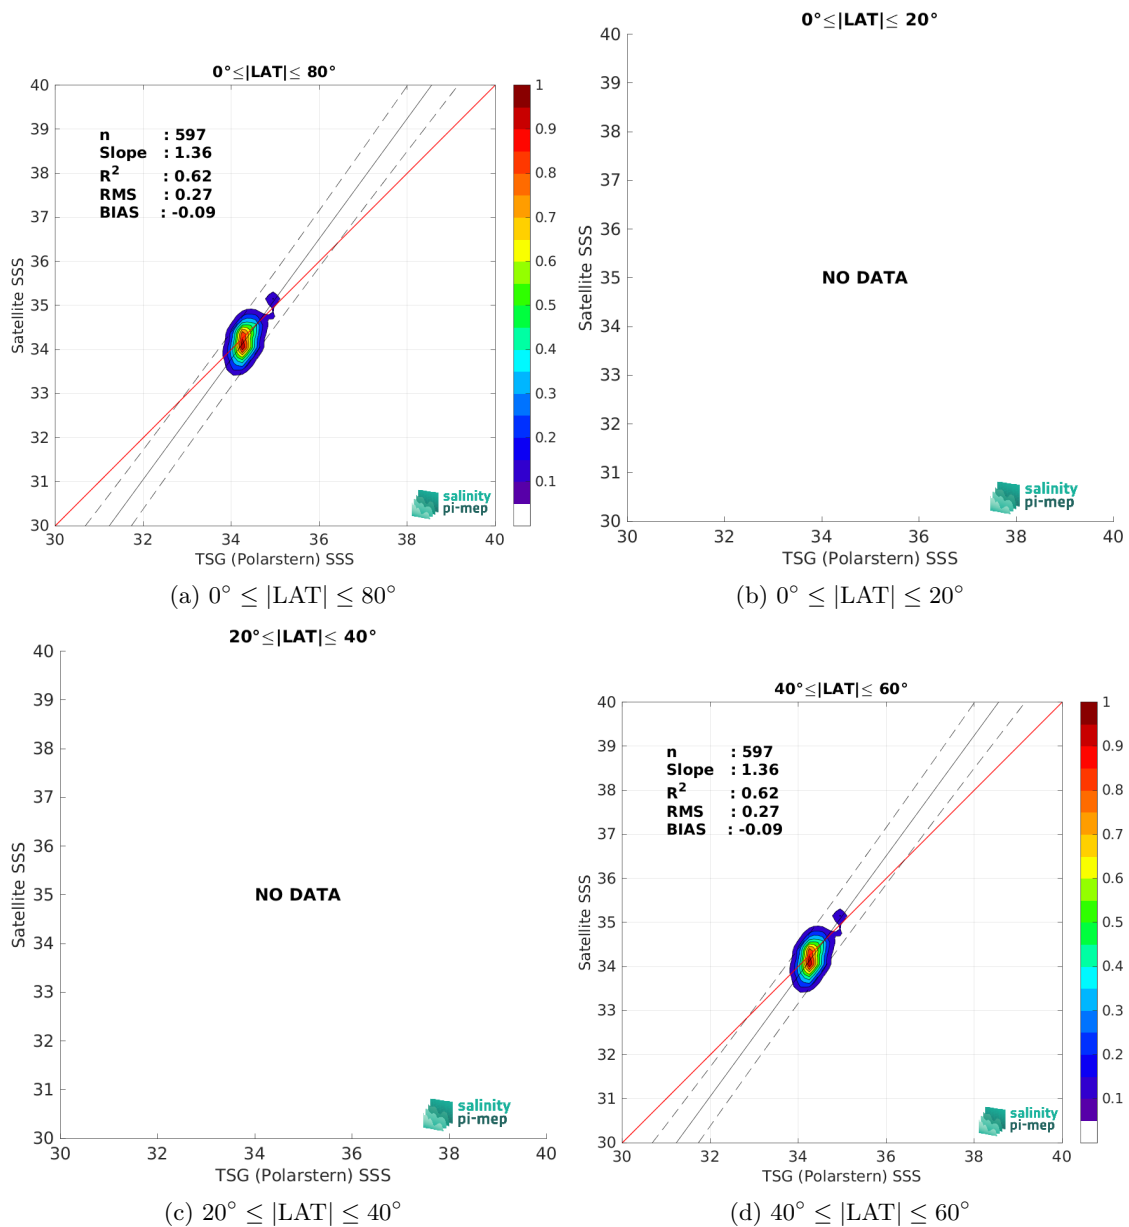 0°≤|LAT|≤ 80°
40
39
38
37
36
35
34
33
32
31
30
Satellite SSS
n : 597
Slope : 1.36
R² : 0.62
RMS : 0.27
BIAS : -0.09
salinity
pi-mep
30 32 34 36 38 40
TSG (Polarstern) SSS
1
0.9
0.8
0.7
0.6
0.5
0.4
0.3
0.2
0.1
(a) 0° ≤ |LAT| ≤ 80°
0°≤|LAT|≤ 20°
40
39
38
37
36
35
34
33
32
31
30
Satellite SSS
NO DATA
salinity
pi-mep
30 32 34 36 38 40
TSG (Polarstern) SSS
(b) 0° ≤ |LAT| ≤ 20°
20°≤|LAT|≤ 40°
40
39
38
37
36
35
34
33
32
31
30
Satellite SSS
NO DATA
salinity
pi-mep
30 32 34 36 38 40
TSG (Polarstern) SSS
(c) 20° ≤ |LAT| ≤ 40°
40°≤|LAT|≤ 60°
40
39
38
37
36
35
34
33
32
31
30
Satellite SSS
n : 597
Slope : 1.36
R² : 0.62
RMS : 0.27
BIAS : -0.09
salinity
pi-mep
30 32 34 36 38 40
TSG (Polarstern) SSS
1
0.9
0.8
0.7
0.6
0.5
0.4
0.3
0.2
0.1
(d) 40° ≤ |LAT| ≤ 60°